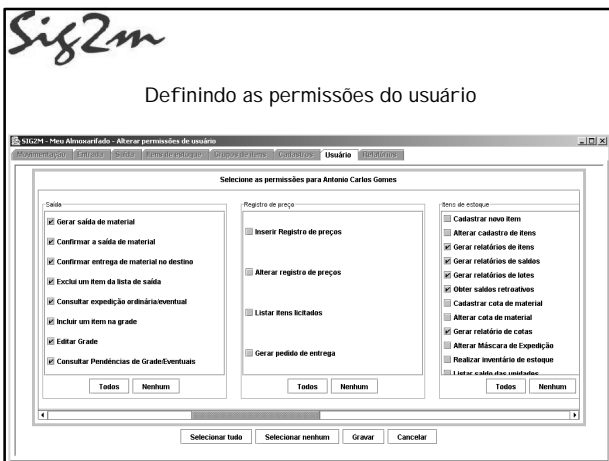 Sig2m
Definindo as permissões do usuário
SIG2M - Meu Almoxarifado - Alterar permissões de usuário
Movimentação Entrada Saída Itens de estoque Grupos de itens Cadastros Usuário Relatórios
Selecione as permissões para Antonio Carlos Gomes
Saída
Gerar saída de material
Confirmar a saída de material
Confirmar entrega de material no destino
Exclui um item da lista de saída
Consultar expedição ordinária/eventual
Incluir um item na grade
Editar Grade
Consultar Pendências de Grade/Eventuais
Todos Nenhum
Registro de preço
Inserir Registro de preços
Alterar registro de preços
Listar itens licitados
Gerar pedido de entrega
Todos Nenhum
Itens de estoque
Cadastrar novo item
Alterar cadastro de itens
Gerar relatórios de itens
Gerar relatórios de saldos
Gerar relatórios de lotes
Obter saldos retroativos
Cadastrar cota de material
Alterar cota de material
Gerar relatório de cotas
Alterar Máscara de Expedição
Realizar inventário de estoque
Listar saldo das unidades
Todos Nenhum
Selecionar tudo Selecionar nenhum Gravar Cancelar